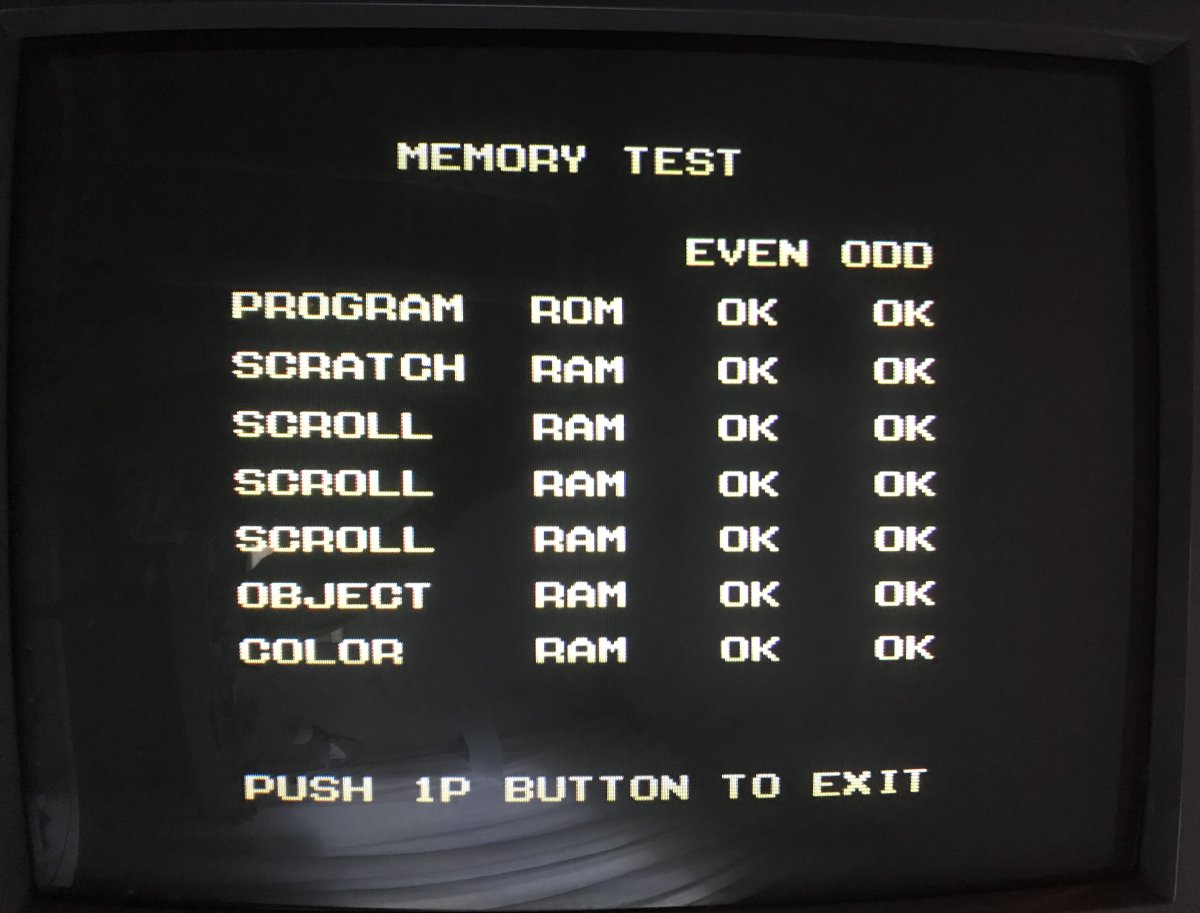 MEMORY TEST
EVEN ODD
PROGRAM ROM OK OK
SCRATCH RAM OK OK
SCROLL RAM OK OK
SCROLL RAM OK OK
SCROLL RAM OK OK
OBJECT RAM OK OK
COLOR RAM OK OK
PUSH 1P BUTTON TO EXIT